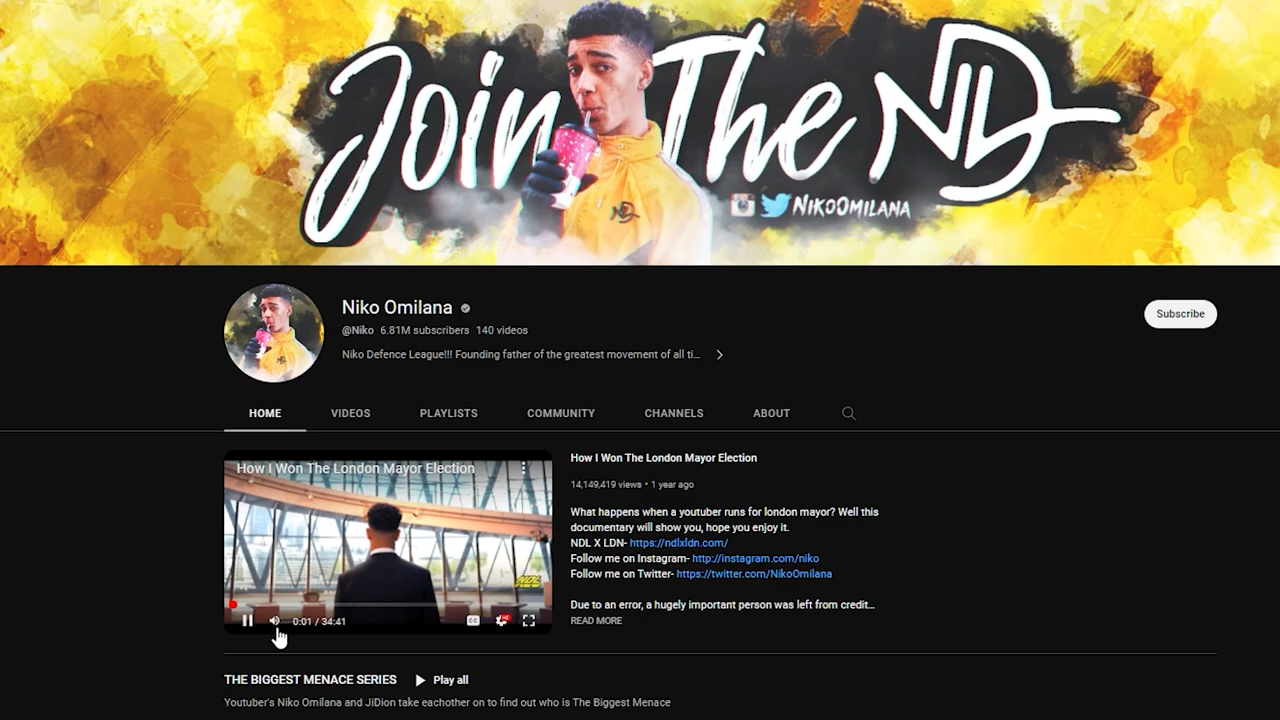 Join The NDL
NikoOmilana
Niko Omilana
@Niko 6.81M subscribers 140 videos
Subscribe
Niko Defence League!!! Founding father of the greatest movement of all ti...
HOME VIDEOS PLAYLISTS COMMUNITY CHANNELS ABOUT
How I Won The London Mayor Election
NDL
0:01 / 34:41
CC
HD
How I Won The London Mayor Election
14,149,419 views • 1 year ago
What happens when a youtuber runs for london mayor? Well this
documentary will show you, hope you enjoy it.
NDL X LDN- https://ndlxldn.com/
Follow me on Instagram- http://instagram.com/niko
Follow me on Twitter- https://twitter.com/NikoOmilana
Due to an error, a hugely important person was left from credit...
READ MORE
THE BIGGEST MENACE SERIES Play all
Youtuber's Niko Omilana and JiDion take eachother on to find out who is The Biggest Menace